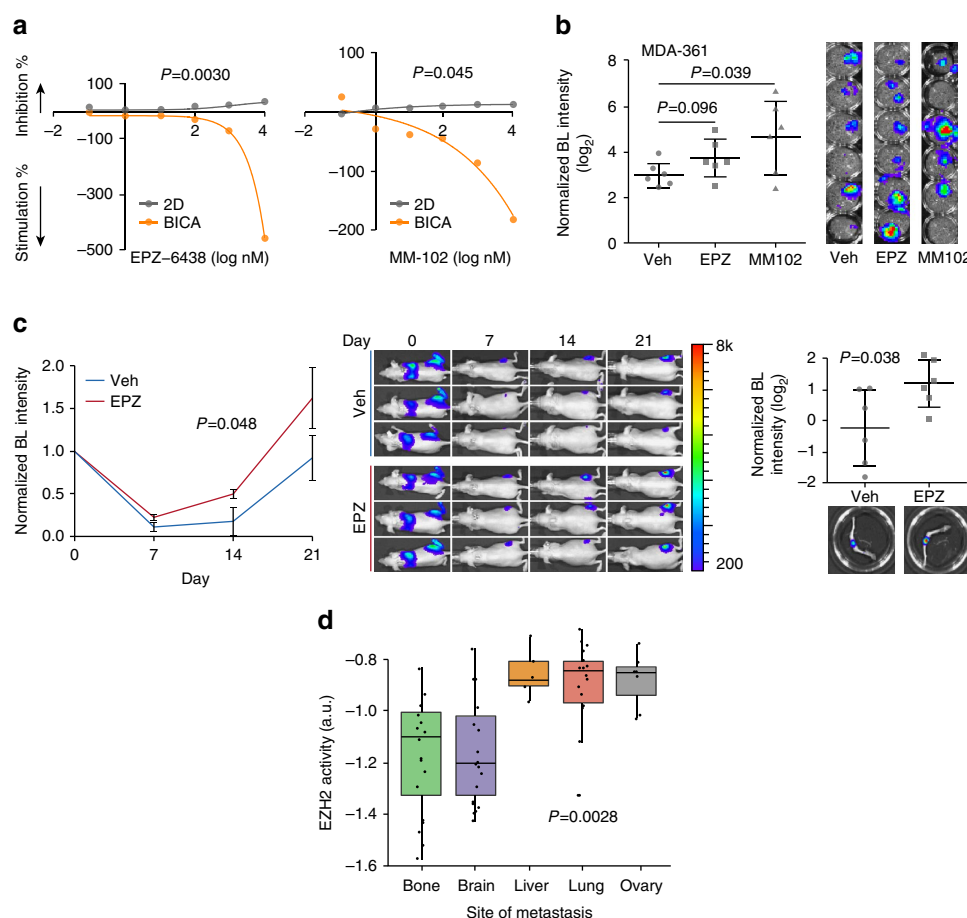 a
Inhibition %
Stimulation %
P=0.0030
100
−2
0
2
4
−100
−300
−500
2D
BICA
EPZ–6438 (log nM)
P=0.045
100
−2
0
2
4
−100
−200
2D
BICA
MM-102 (log nM)
b
MDA-361
Normalized BL intensity
(log2)
8
6
4
2
0
P=0.039
P=0.096
Veh
EPZ
MM102
Veh
EPZ
MM102
c
Normalized BL intensity
2.0
1.5
1.0
0.5
0.0
Veh
EPZ
P=0.048
0
7
14
21
Day
Day
0
7
14
21
Veh
EPZ
8k
200
Normalized BL
intensity (log2)
2
1
0
−1
−2
P=0.038
Veh
EPZ
d
EZH2 activity (a.u.)
−0.8
−1.0
−1.2
−1.4
−1.6
P=0.0028
Bone
Brain
Liver
Lung
Ovary
Site of metastasis